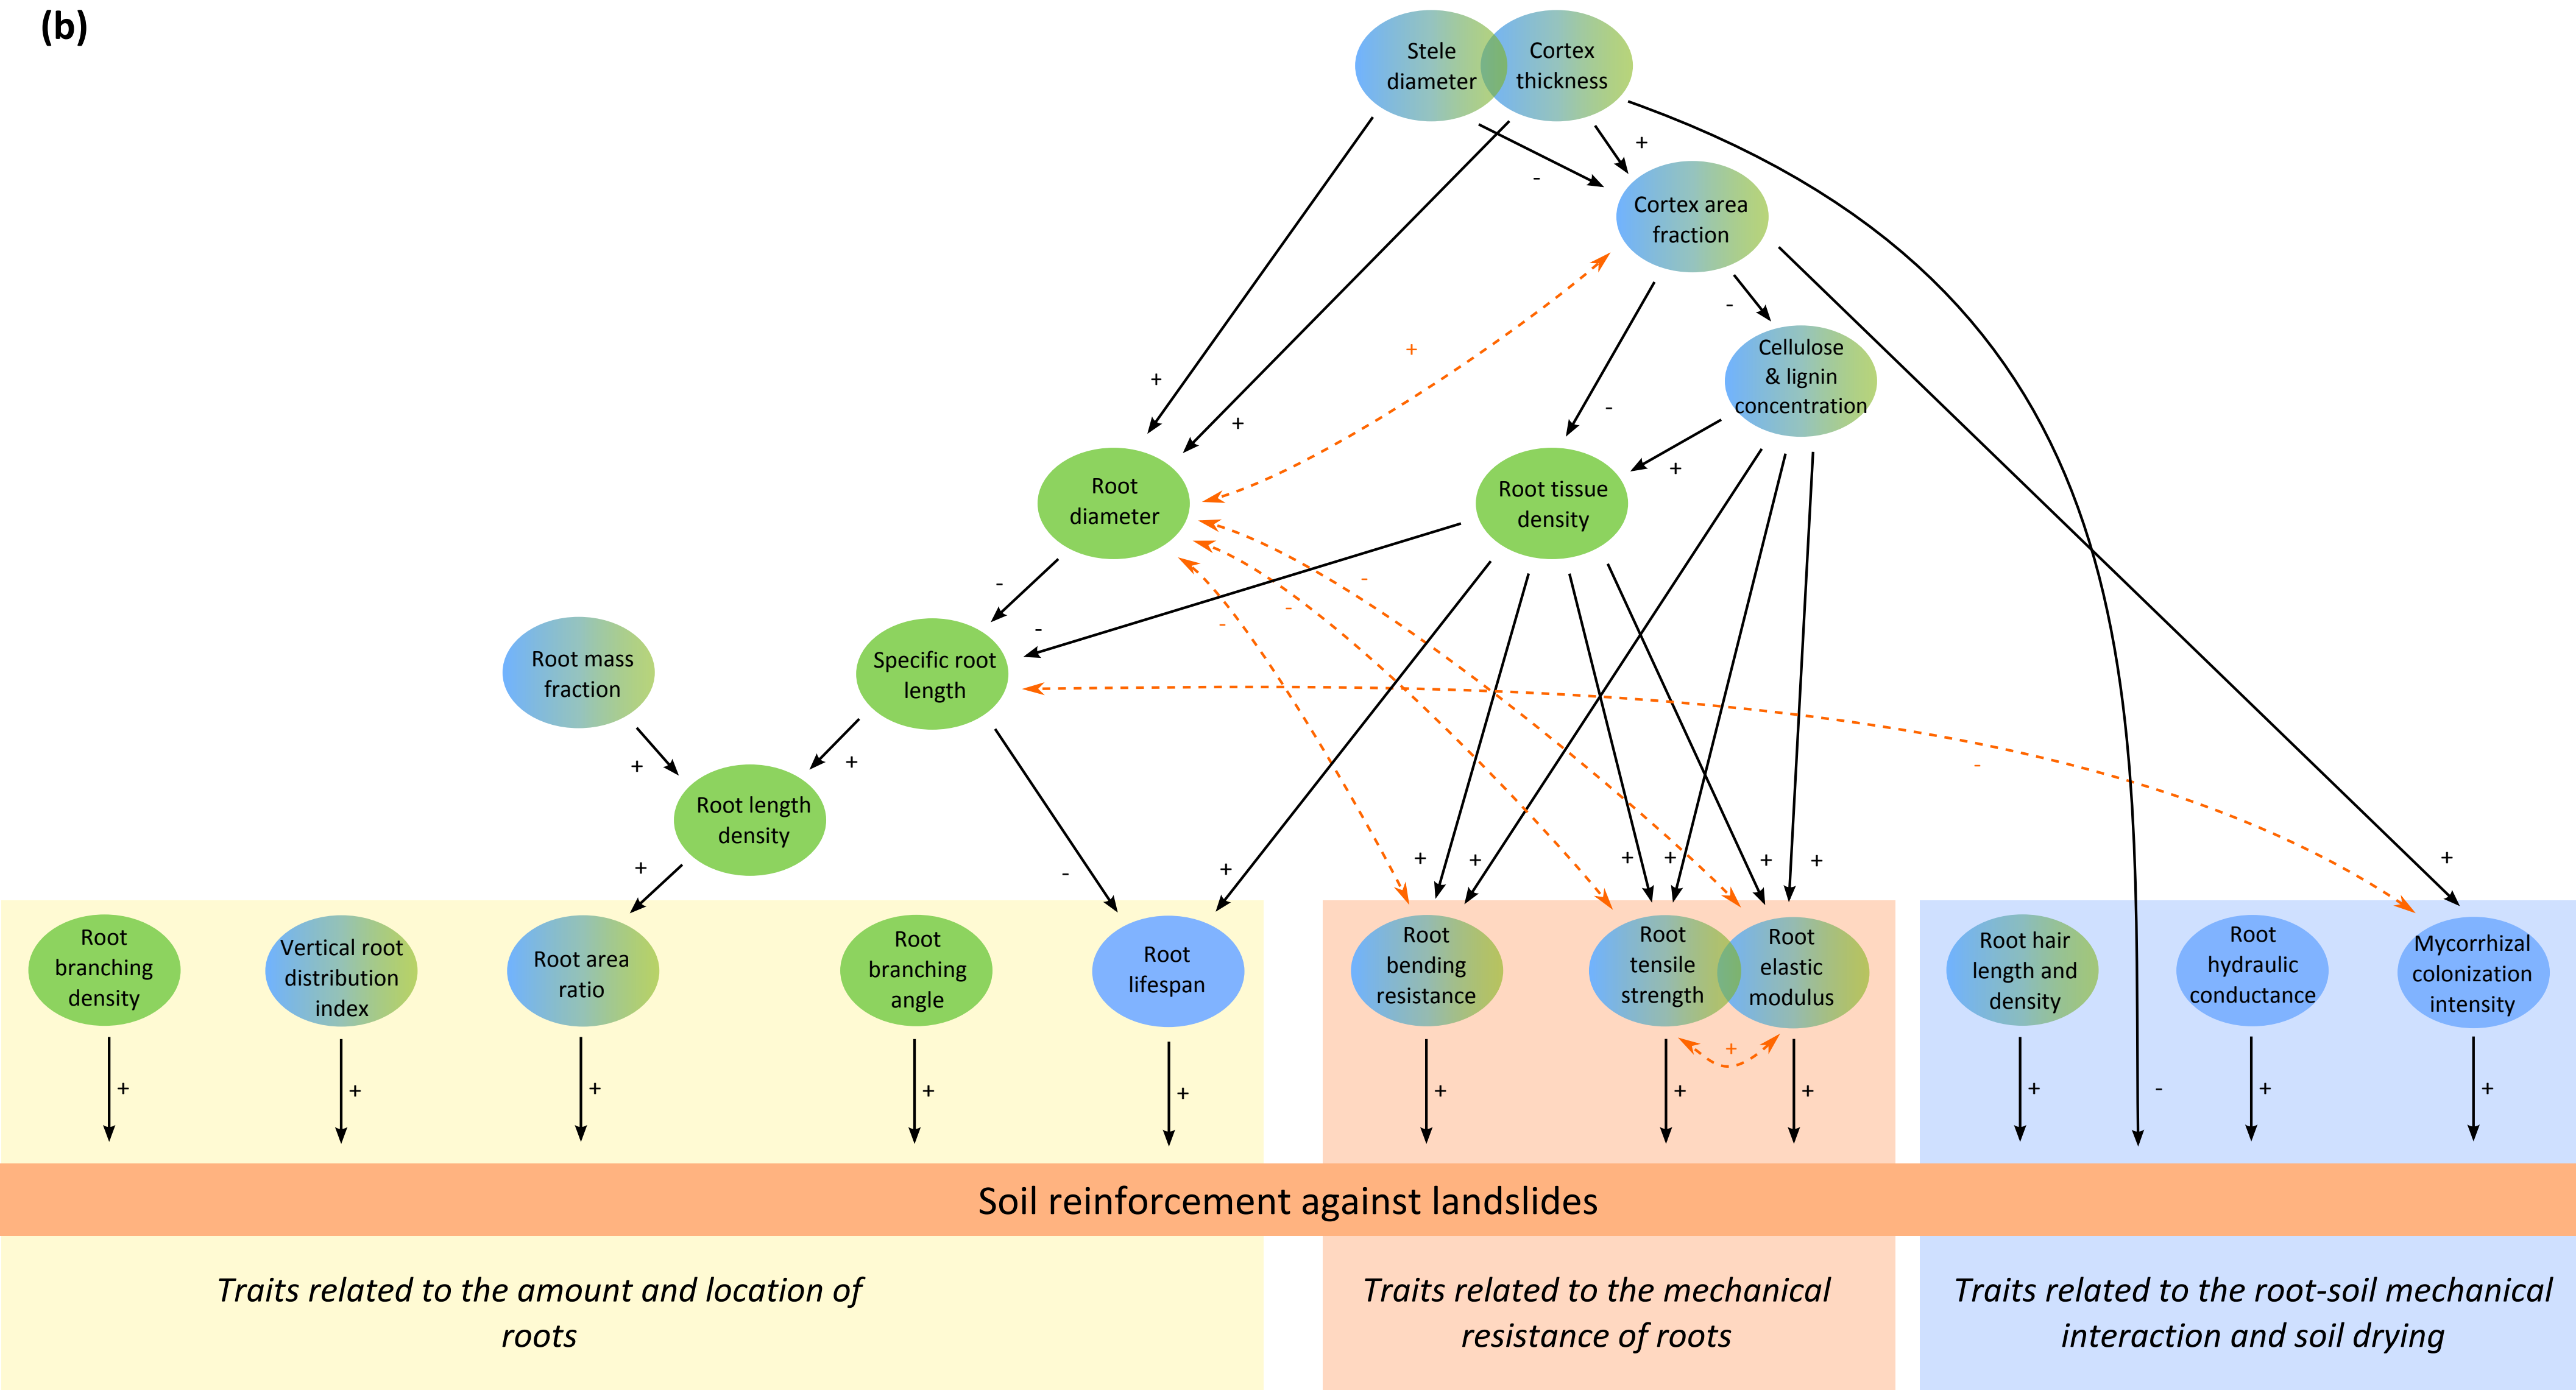 (b)
Stele
diameter
Cortex
thickness
+
-
Cortex area
fraction
-
+
Cellulose
& lignin
concentration
+
-
+
+
Root
diameter
Root tissue
density
-
-
-
-
-
Root mass
fraction
Specific root
length
-
+
+
Root length
density
+
-
+
+
+
+
+
+
+
+
Root
branching
density
Vertical root
distribution
index
Root area
ratio
Root
branching
angle
Root
lifespan
Root
bending
resistance
Root
tensile
strength
Root
elastic
modulus
Root hair
length and
density
Root
hydraulic
conductance
Mycorrhizal
colonization
intensity
+
+
+
+
+
+
+
+
+
+
-
+
+
Soil reinforcement against landslides
Traits related to the amount and location of
roots
Traits related to the mechanical
resistance of roots
Traits related to the root-soil mechanical
interaction and soil drying